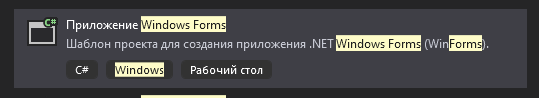 C#
Приложение Windows Forms
Шаблон проекта для создания приложения .NET Windows Forms (WinForms).
C# Windows Рабочий стол